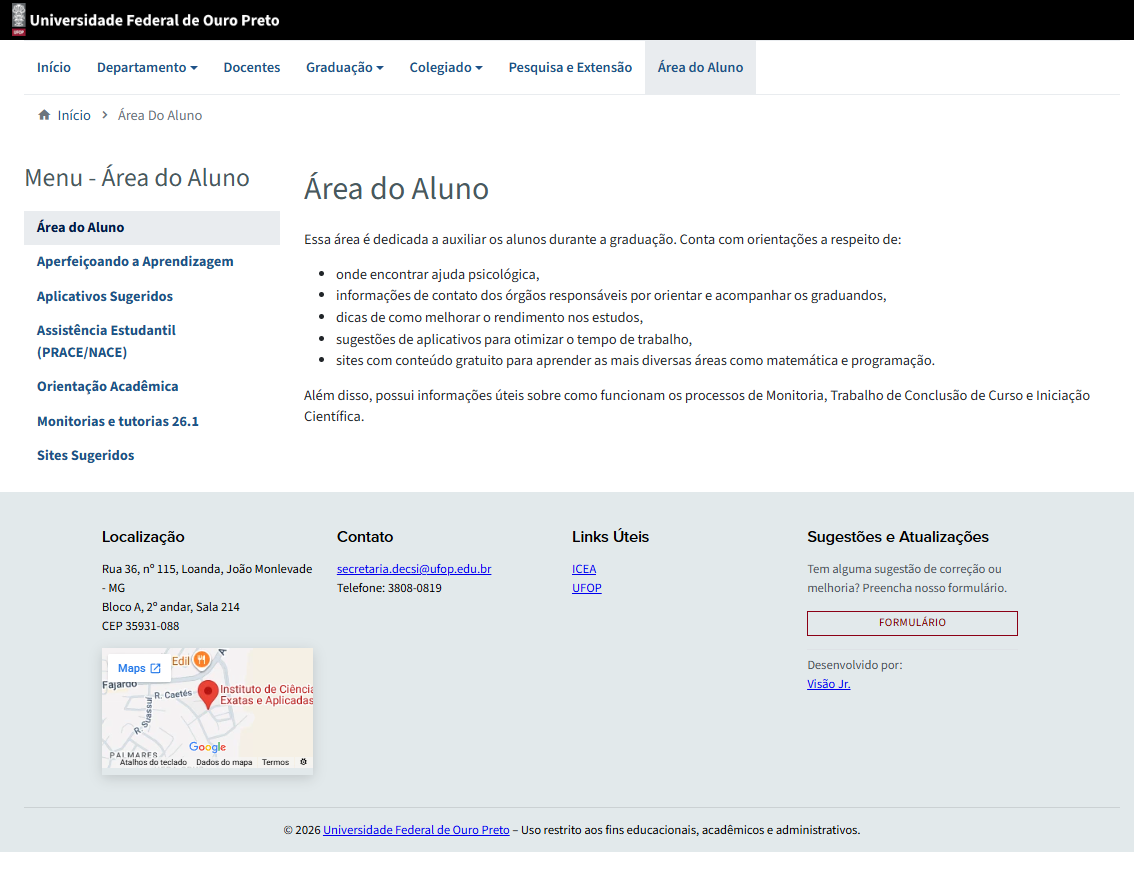 UFOP
Universidade Federal de Ouro Preto
Início Departamento Docentes Graduação Colegiado Pesquisa e Extensão Área do Aluno
Início Área Do Aluno
Menu - Área do Aluno
Área do Aluno
Aperfeiçoando a Aprendizagem
Aplicativos Sugeridos
Assistência Estudantil
(PRACE/NACE)
Orientação Acadêmica
Monitorias e tutorias 26.1
Sites Sugeridos
Área do Aluno
Essa área é dedicada a auxiliar os alunos durante a graduação. Conta com orientações a respeito de:
onde encontrar ajuda psicológica,
informações de contato dos órgãos responsáveis por orientar e acompanhar os graduandos,
dicas de como melhorar o rendimento nos estudos,
sugestões de aplicativos para otimizar o tempo de trabalho,
sites com conteúdo gratuito para aprender as mais diversas áreas como matemática e programação.
Além disso, possui informações úteis sobre como funcionam os processos de Monitoria, Trabalho de Conclusão de Curso e Iniciação
Científica.
Localização
Rua 36, nº 115, Loanda, João Monlevade
- MG
Bloco A, 2º andar, Sala 214
CEP 35931-088
Maps
Edil
Fajardo
R. Caetés
R. Suassuí
Instituto de Ciência
Exatas e Aplicadas
PALMARES
Google
Atalhos do teclado Dados do mapa Termos
Contato
secretaria.decsi@ufop.edu.br
Telefone: 3808-0819
Links Úteis
ICEA
UFOP
Sugestões e Atualizações
Tem alguma sugestão de correção ou
melhoria? Preencha nosso formulário.
FORMULÁRIO
Desenvolvido por:
Visão Jr.
© 2026 Universidade Federal de Ouro Preto – Uso restrito aos fins educacionais, acadêmicos e administrativos.